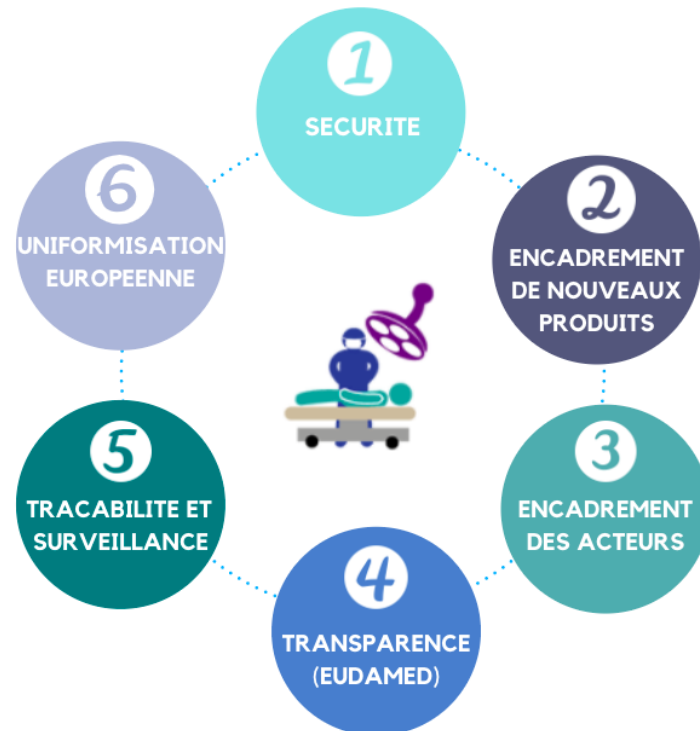 1
SECURITE
2
ENCADREMENT
DE NOUVEAUX
PRODUITS
3
ENCADREMENT
DES ACTEURS
4
TRANSPARENCE
(EUDAMED)
5
TRACABILITE ET
SURVEILLANCE
6
UNIFORMISATION
EUROPEENNE